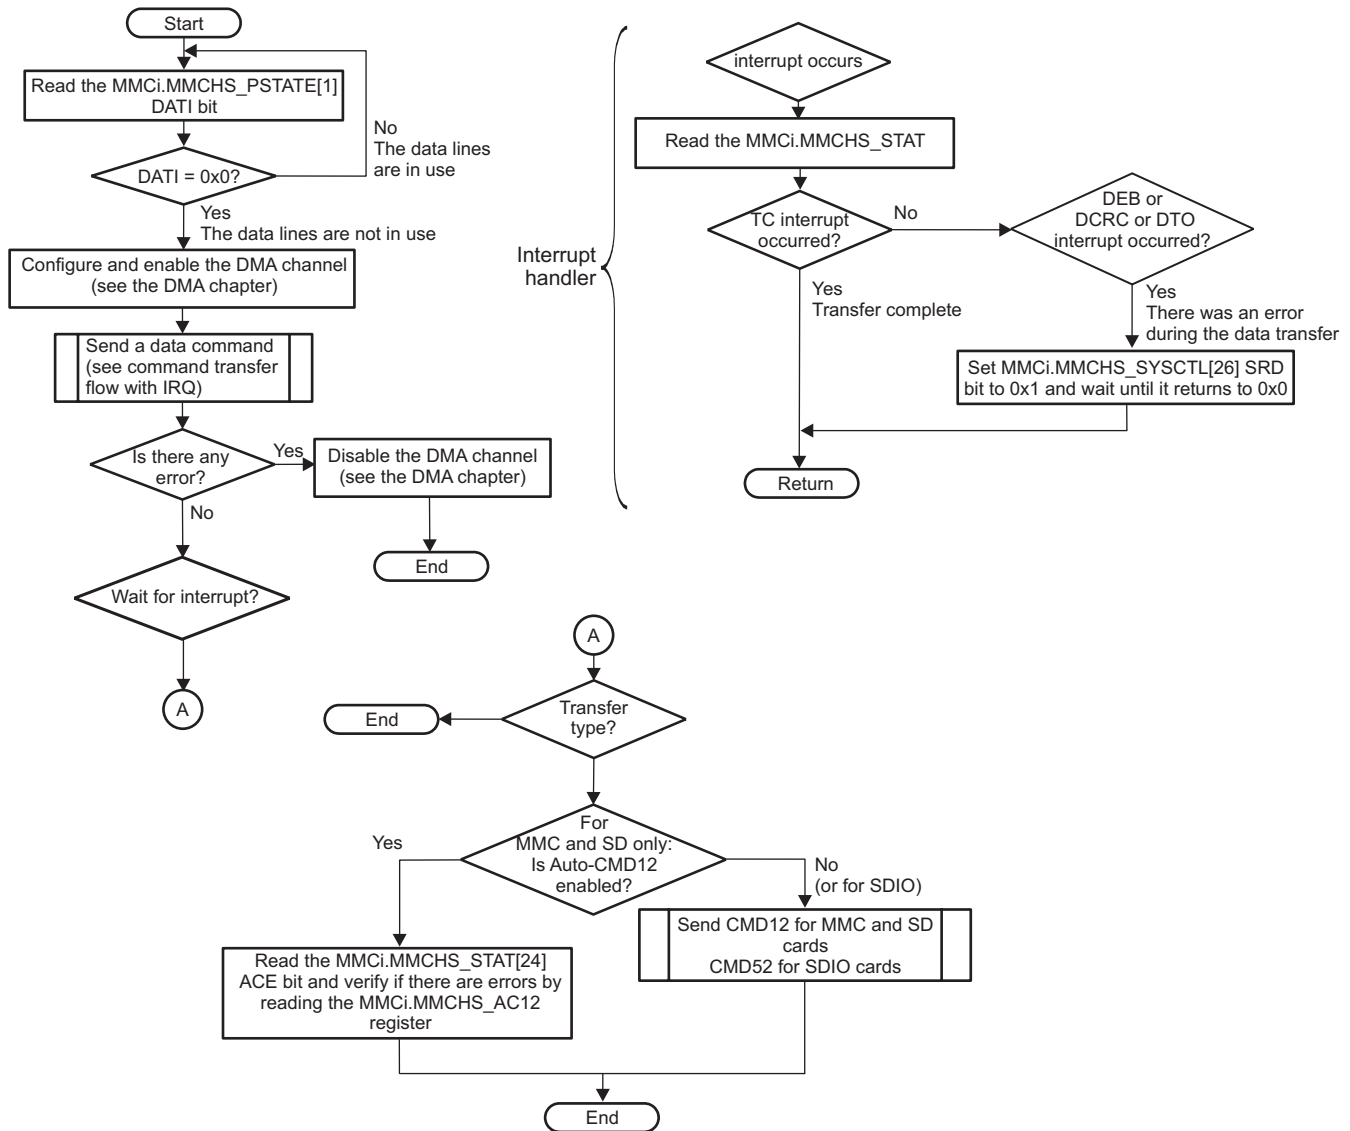 Start
Read the MMCi.MMCHS_PSTATE[1]
DATI bit
No
The data lines
are in use
DATI = 0x0?
Yes
The data lines are not in use
Configure and enable the DMA channel
(see the DMA chapter)
Send a data command
(see command transfer
flow with IRQ)
Is there any
error?
Yes
Disable the DMA channel
(see the DMA chapter)
End
No
Wait for interrupt?
A
Interrupt
handler
interrupt occurs
Read the MMCi.MMCHS_STAT
TC interrupt
occurred?
No
DEB or
DCRC or DTO
interrupt occurred?
Yes
Transfer complete
Yes
There was an error
during the data transfer
Set MMCi.MMCHS_SYSCTL[26] SRD
bit to 0x1 and wait until it returns to 0x0
Return
A
Transfer
type?
End
For
MMC and SD only:
Is Auto-CMD12
enabled?
Yes
No
(or for SDIO)
Send CMD12 for MMC and SD
cards
CMD52 for SDIO cards
Read the MMCi.MMCHS_STAT[24]
ACE bit and verify if there are errors by
reading the MMCi.MMCHS_AC12
register
End